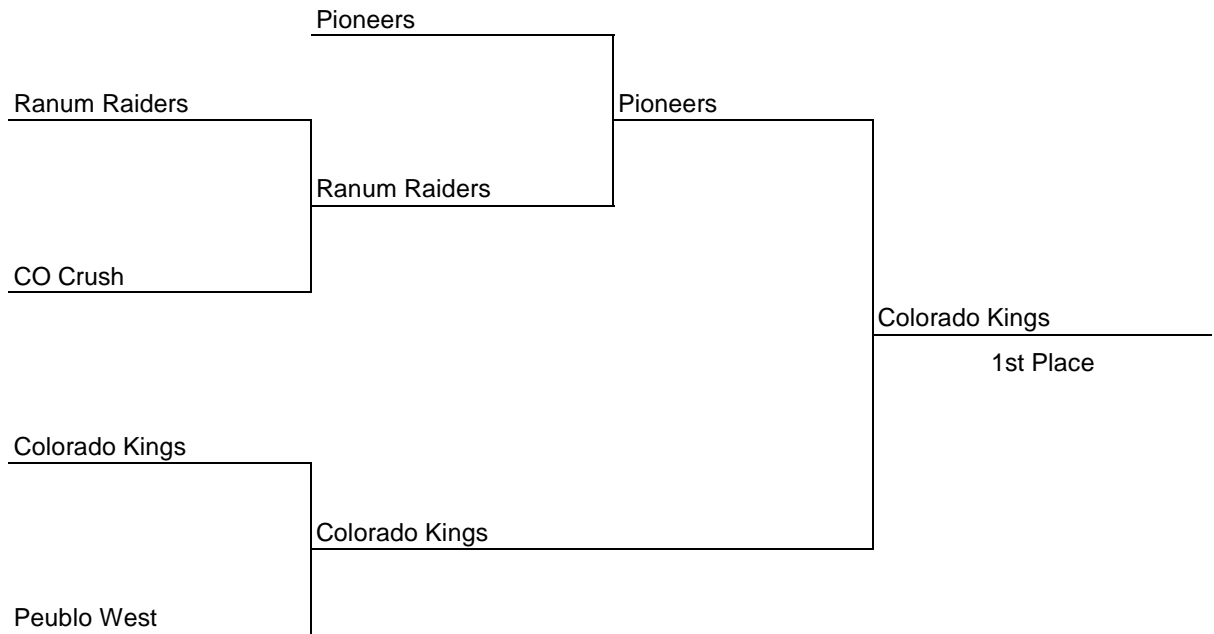 Pioneers
Ranum Raiders
Pioneers
Ranum Raiders
CO Crush
Colorado Kings
1st Place
Colorado Kings
Colorado Kings
Peublo West